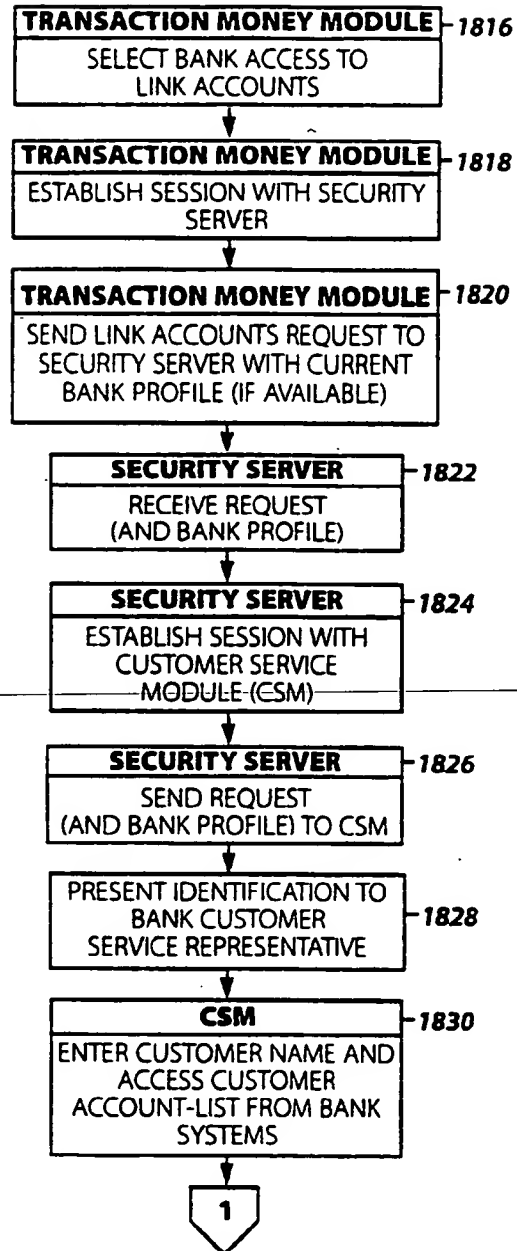 TRANSACTION MONEY MODULE
1816
SELECT BANK ACCESS TO
LINK ACCOUNTS
TRANSACTION MONEY MODULE
1818
ESTABLISH SESSION WITH SECURITY
SERVER
TRANSACTION MONEY MODULE
1820
SEND LINK ACCOUNTS REQUEST TO
SECURITY SERVER WITH CURRENT
BANK PROFILE (IF AVAILABLE)
SECURITY SERVER
1822
RECEIVE REQUEST
(AND BANK PROFILE)
SECURITY SERVER
1824
ESTABLISH SESSION WITH
CUSTOMER SERVICE
MODULE (CSM)
SECURITY SERVER
1826
SEND REQUEST
(AND BANK PROFILE) TO CSM
PRESENT IDENTIFICATION TO
BANK CUSTOMER
SERVICE REPRESENTATIVE
1828
CSM
1830
ENTER CUSTOMER NAME AND
ACCESS CUSTOMER
ACCOUNT-LIST FROM BANK
SYSTEMS
1